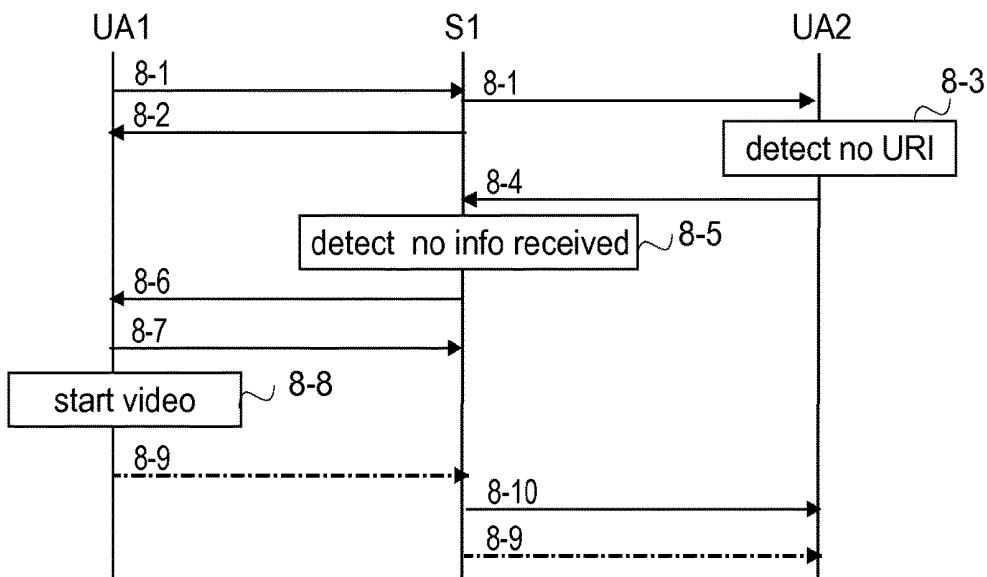 UA1 S1 UA2
8-1 8-1 8-3
8-2
detect no URI
8-4
detect no info received 8-5
8-6
8-7
start video 8-8
8-9
8-10
8-9